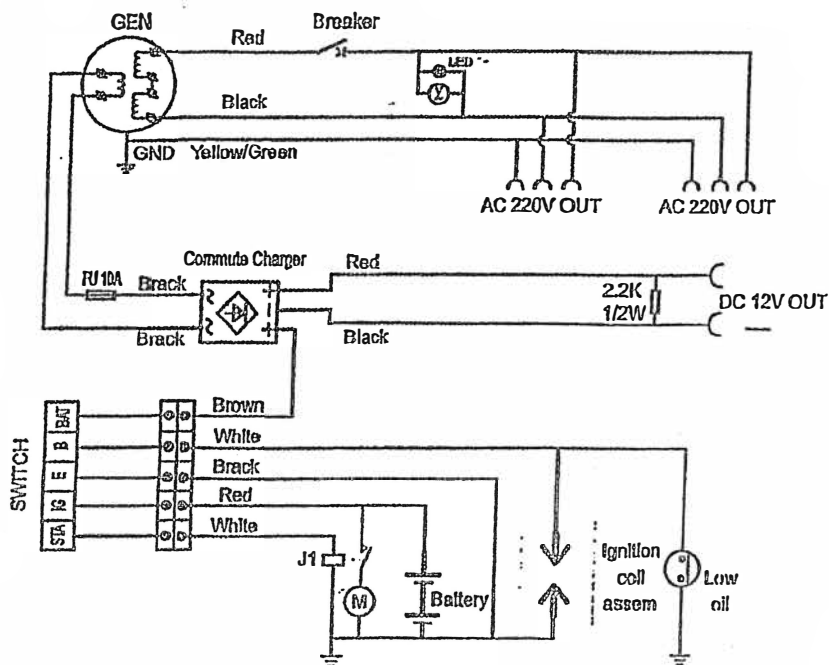 GEN
Breaker
Red
LED
V
Black
GND Yellow/Green
AC 220V OUT
AC 220V OUT
Commute Charger
Red
FU 10A
Brack
2.2K
1/2W
DC 12V OUT
Brack
Black
SWITCH
BAT
Brown
B
White
E
Brack
IG
Red
STA
White
J1
M
Battery
Ignition
coil
assem
Low
oil